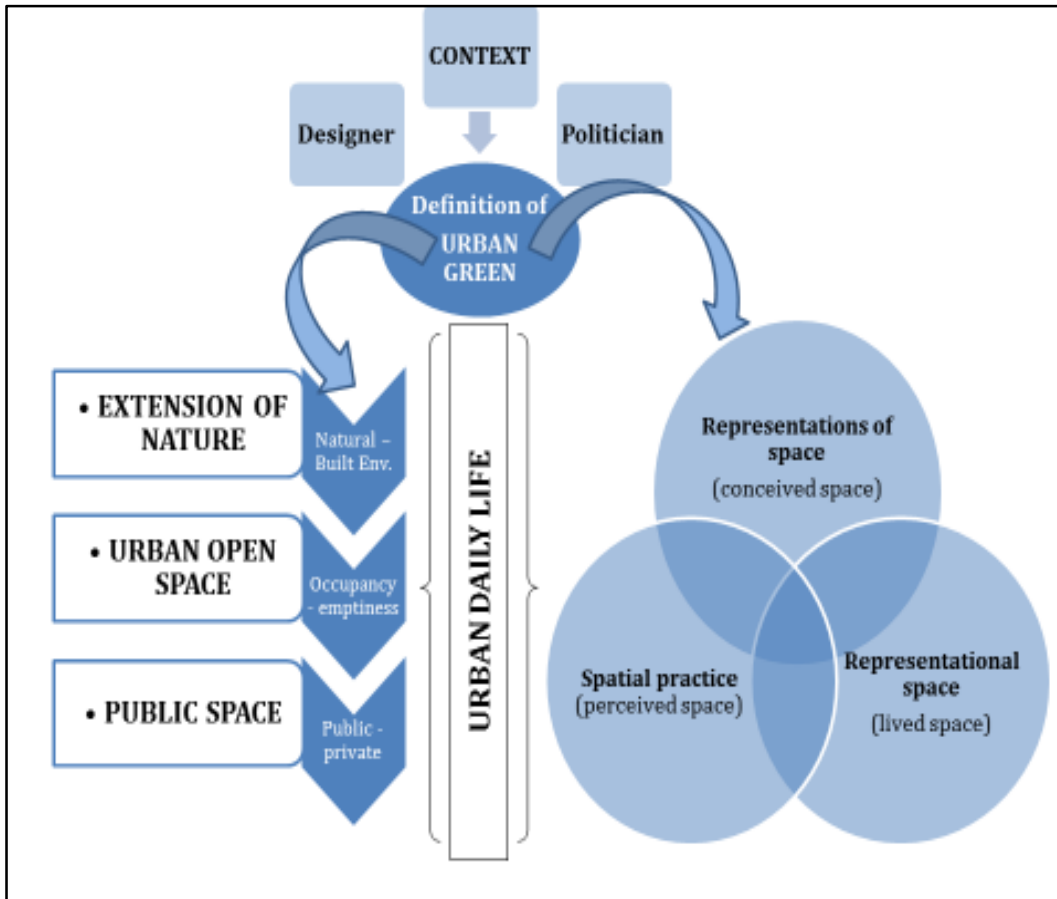 CONTEXT
Designer
Politician
Definition of
URBAN
GREEN
• EXTENSION OF
NATURE
Natural –
Built Env.
• URBAN OPEN
SPACE
Occupancy
- emptiness
• PUBLIC SPACE
Public -
private
URBAN DAILY LIFE
Representations of
space
(conceived space)
Spatial practice
(perceived space)
Representational
space
(lived space)